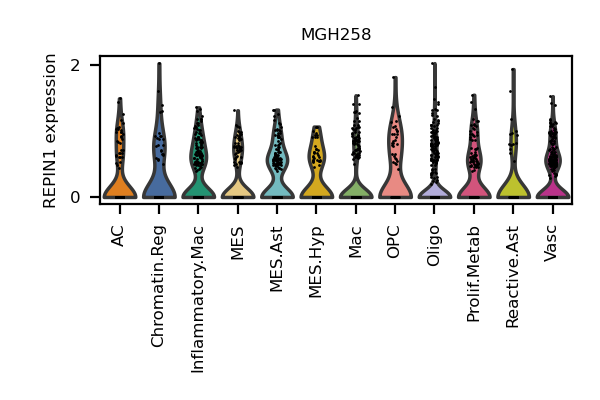 MGH258
REPIN1 expression
2
0
AC
Chromatin.Reg
Inflammatory.Mac
MES
MES.Ast
MES.Hyp
Mac
OPC
Oligo
Prolif.Metab
Reactive.Ast
Vasc